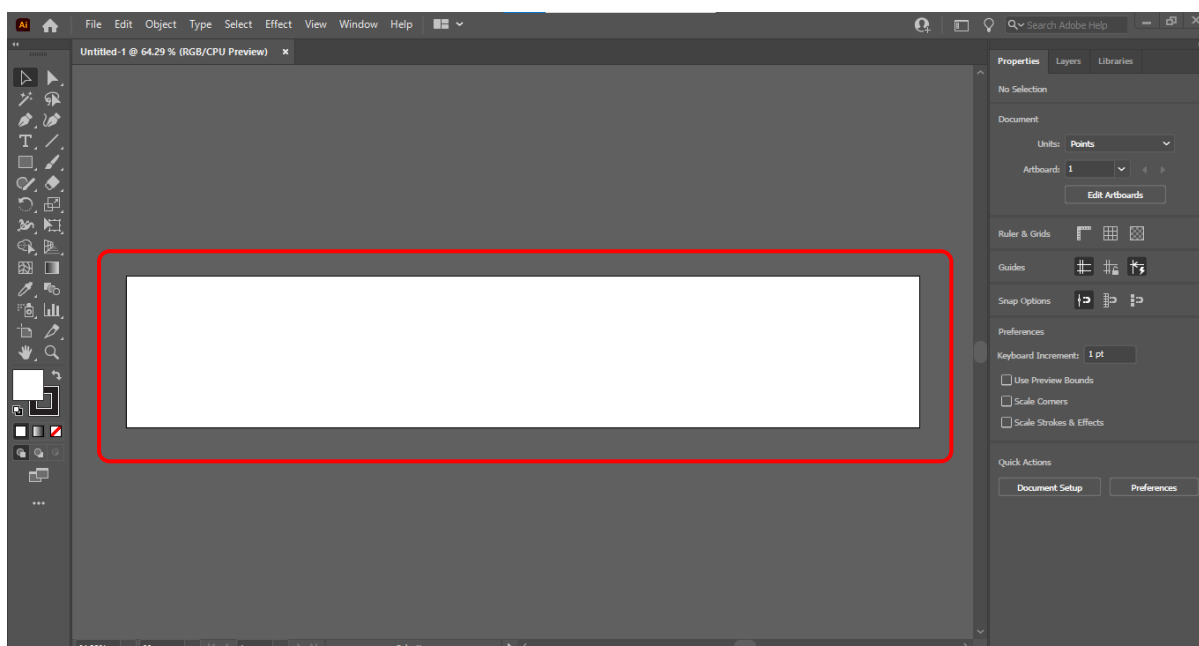 Ai File Edit Object Type Select Effect View Window Help Search Adobe Help
Untitled-1 @ 64.29 % (RGB/CPU Preview) ×
Properties Layers Libraries
No Selection
Document
Units: Points
Artboard: 1
Edit Artboards
Ruler & Grids
Guides
Snap Options
Preferences
Keyboard Increment: 1 pt
Use Preview Bounds
Scale Corners
Scale Strokes & Effects
Quick Actions
Document Setup Preferences